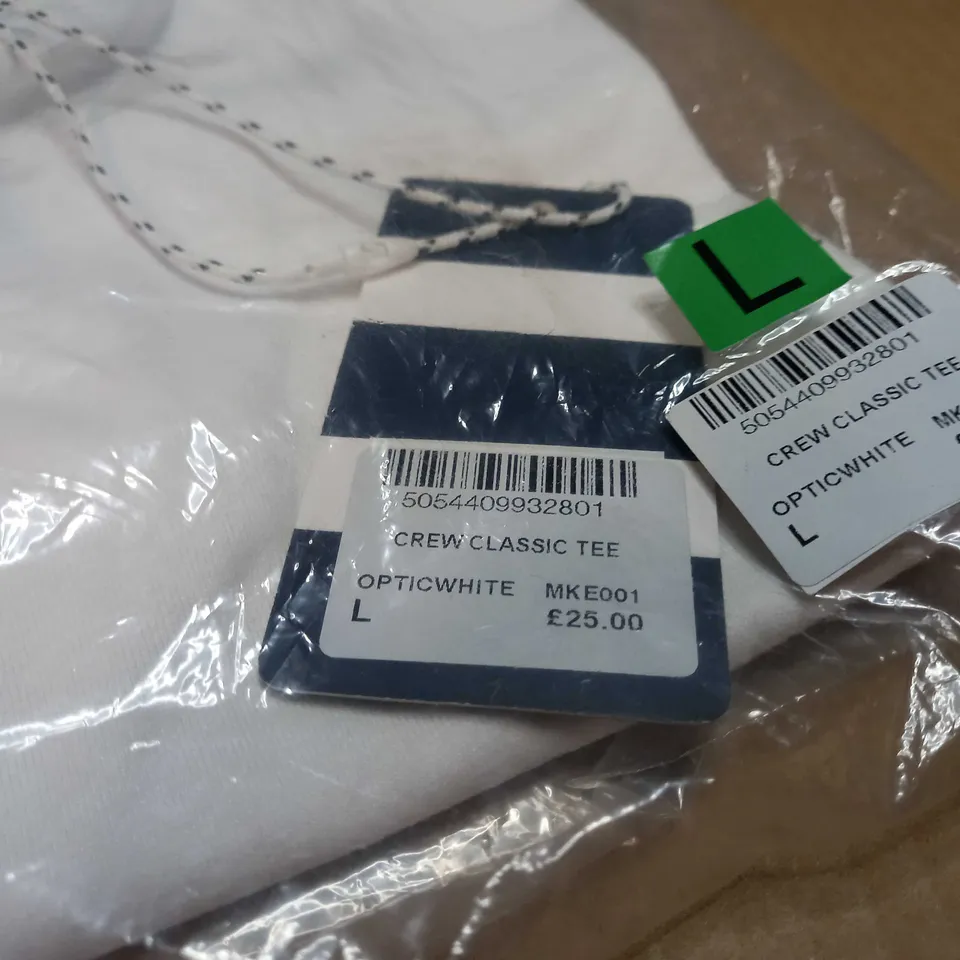 L
5054409932801
CREW CLASSIC TEE
OPTICWHITE MKE001
L £25.00
5054409932801
CREW CLASSIC TEE
OPTICWHITE
L